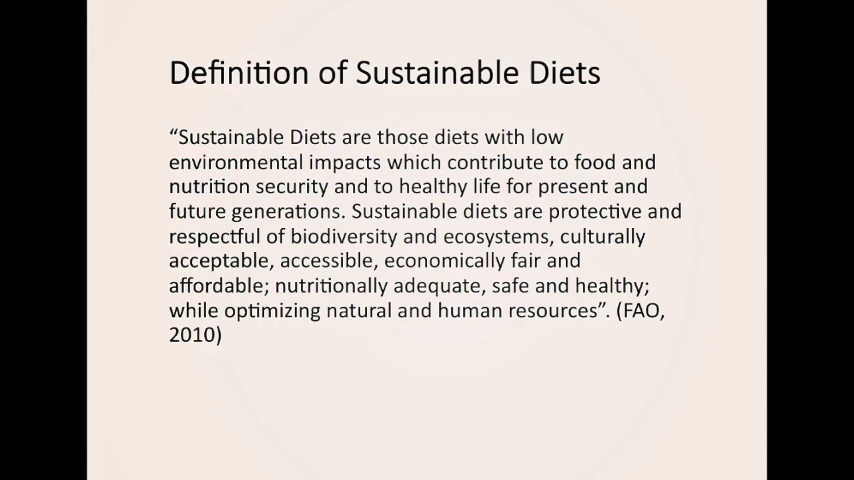 Definition of Sustainable Diets
“Sustainable Diets are those diets with low
environmental impacts which contribute to food and
nutrition security and to healthy life for present and
future generations. Sustainable diets are protective and
respectful of biodiversity and ecosystems, culturally
acceptable, accessible, economically fair and
affordable; nutritionally adequate, safe and healthy;
while optimizing natural and human resources”. (FAO,
2010)